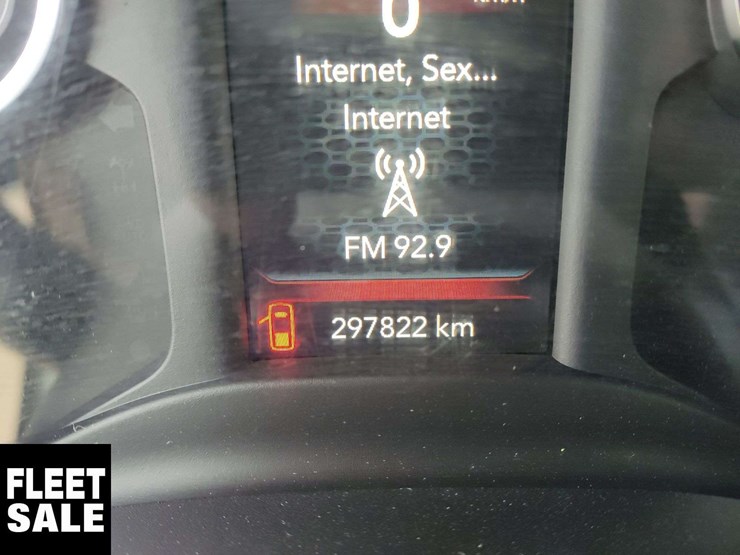 0
Internet, Sex...
Internet
FM 92.9
297822 km
FLEET
SALE